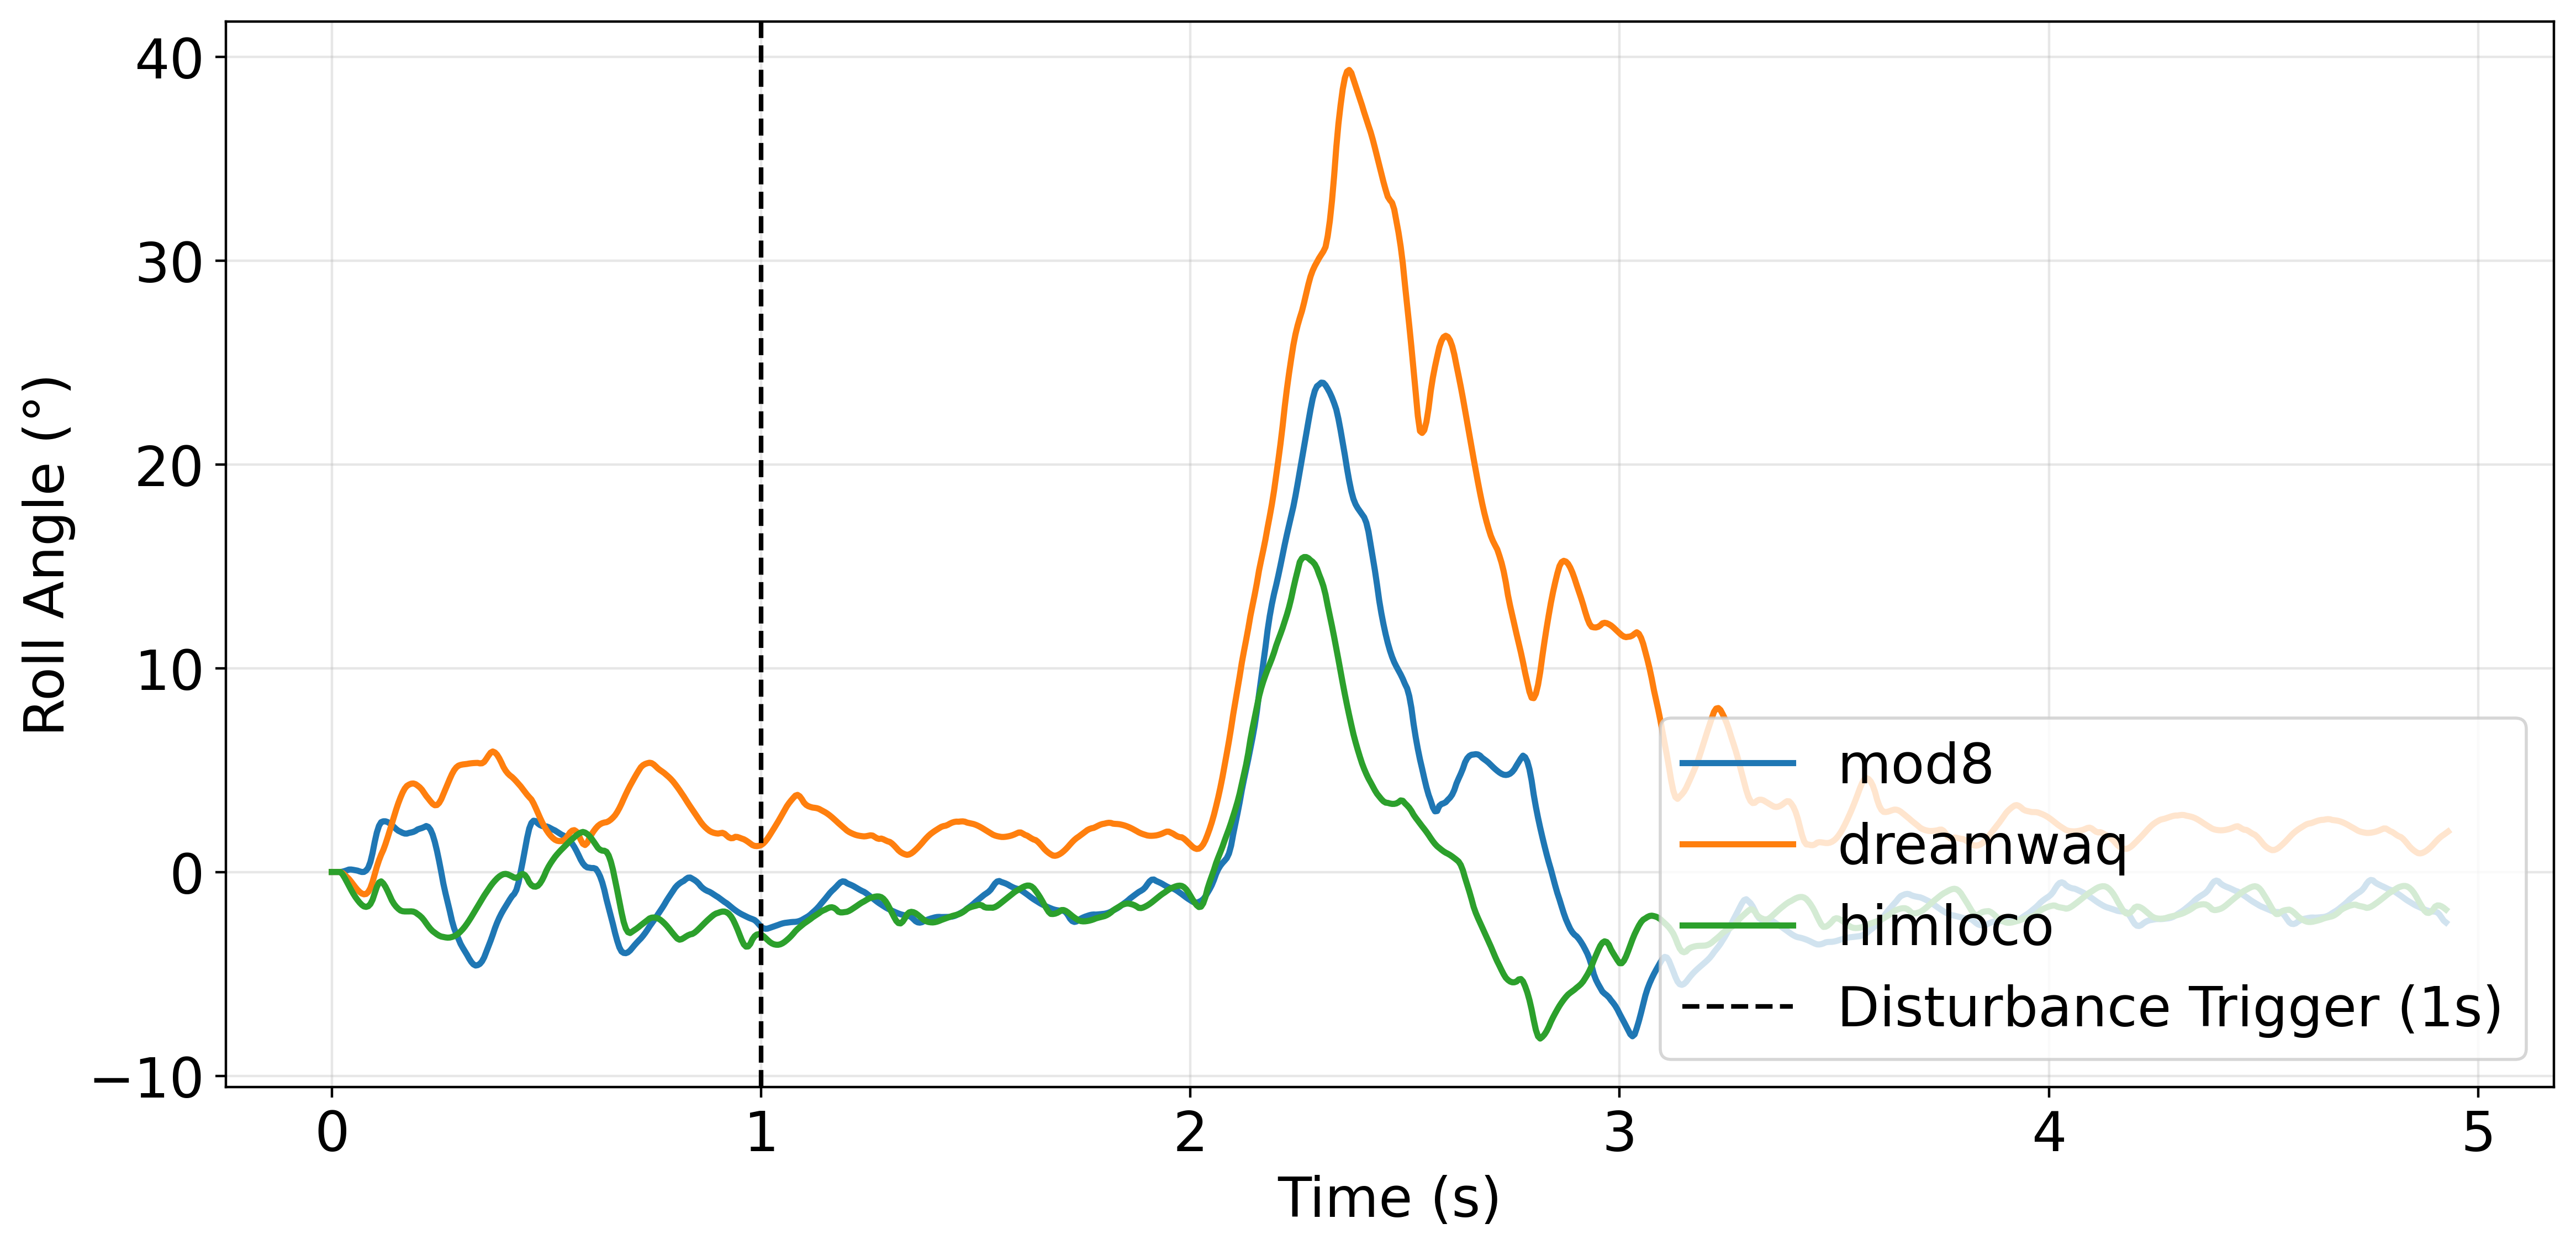 40
30
20
10
0
−10
Roll Angle (°)
0 1 2 3 4 5
Time (s)
mod8
dreamwaq
himloco
Disturbance Trigger (1s)